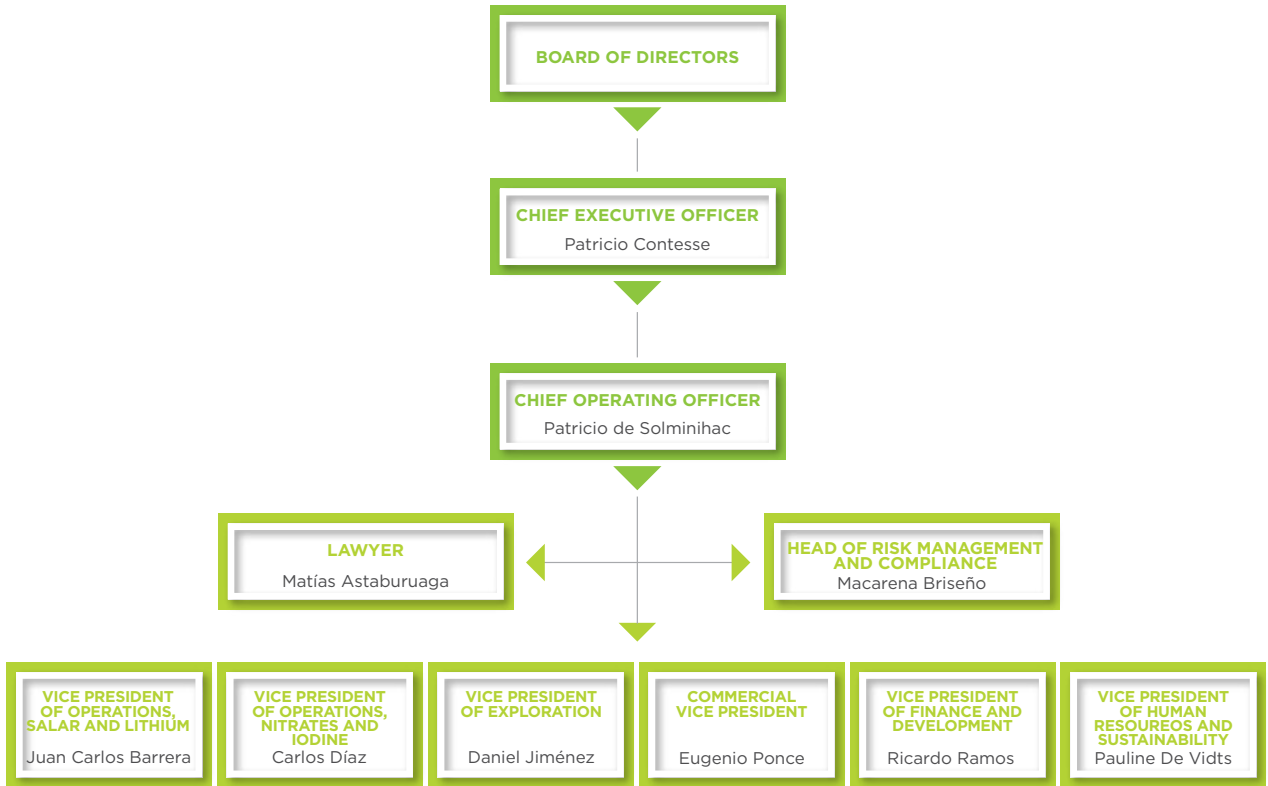 BOARD OF DIRECTORS
CHIEF EXECUTIVE OFFICER
Patricio Contesse
CHIEF OPERATING OFFICER
Patricio de Solminihac
LAWYER
Matías Astaburuaga
HEAD OF RISK MANAGEMENT
AND COMPLIANCE
Macarena Briseño
VICE PRESIDENT
OF OPERATIONS,
SALAR AND LITHIUM
Juan Carlos Barrera
VICE PRESIDENT
OF OPERATIONS,
NITRATES AND
IODINE
Carlos Díaz
VICE PRESIDENT
OF EXPLORATION
Daniel Jiménez
COMMERCIAL
VICE PRESIDENT
Eugenio Ponce
VICE PRESIDENT
OF FINANCE AND
DEVELOPMENT
Ricardo Ramos
VICE PRESIDENT
OF HUMAN
RESOUREOS AND
SUSTAINABILITY
Pauline De Vidts